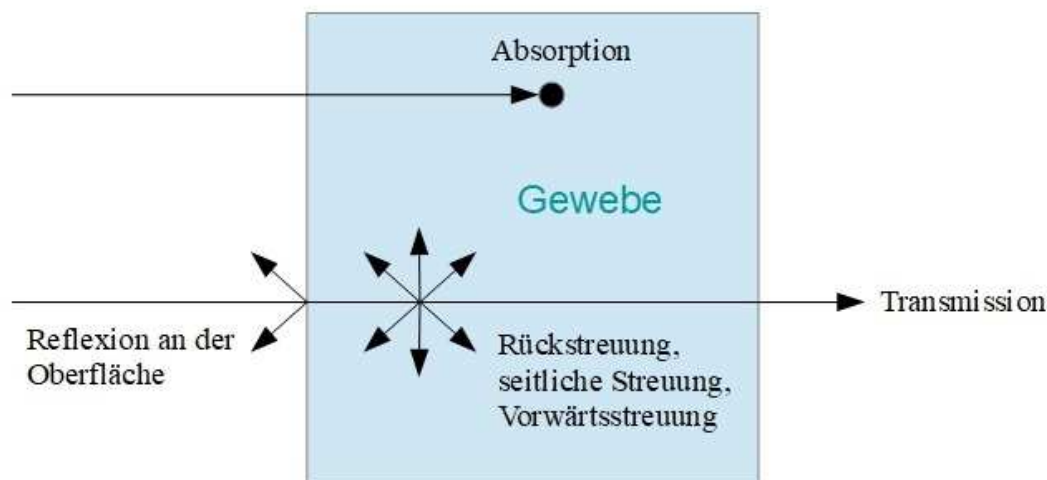 Absorption
Gewebe
Transmission
Reflexion an der
Oberfläche
Rückstreuung,
seitliche Streuung,
Vorwärtsstreuung